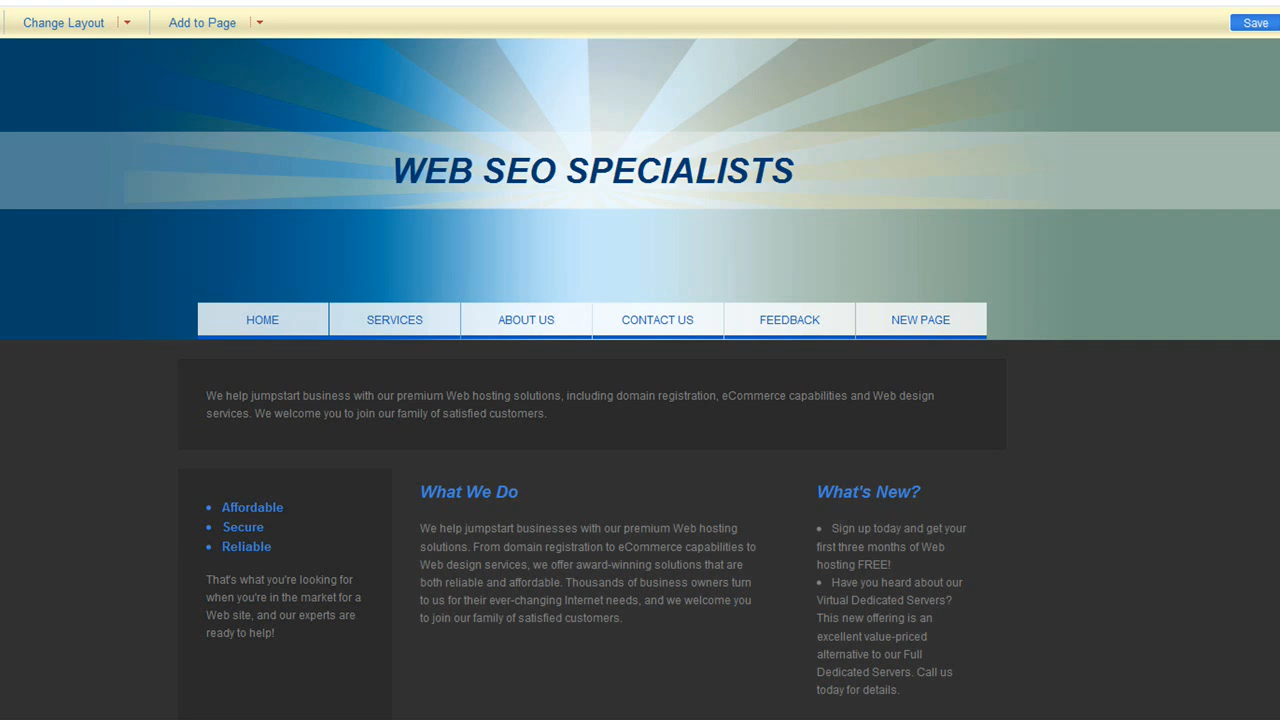 Change Layout
Add to Page
Save
WEB SEO SPECIALISTS
HOME
SERVICES
ABOUT US
CONTACT US
FEEDBACK
NEW PAGE
We help jumpstart business with our premium Web hosting solutions, including domain registration, eCommerce capabilities and Web design
services. We welcome you to join our family of satisfied customers.
• Affordable
• Secure
• Reliable
That's what you're looking for
when you're in the market for a
Web site, and our experts are
ready to help!
What We Do
We help jumpstart businesses with our premium Web hosting
solutions. From domain registration to eCommerce capabilities to
Web design services, we offer award-winning solutions that are
both reliable and affordable. Thousands of business owners turn
to us for their ever-changing Internet needs, and we welcome you
to join our family of satisfied customers.
What's New?
• Sign up today and get your
first three months of Web
hosting FREE!
• Have you heard about our
Virtual Dedicated Servers?
This new offering is an
excellent value-priced
alternative to our Full
Dedicated Servers. Call us
today for details.